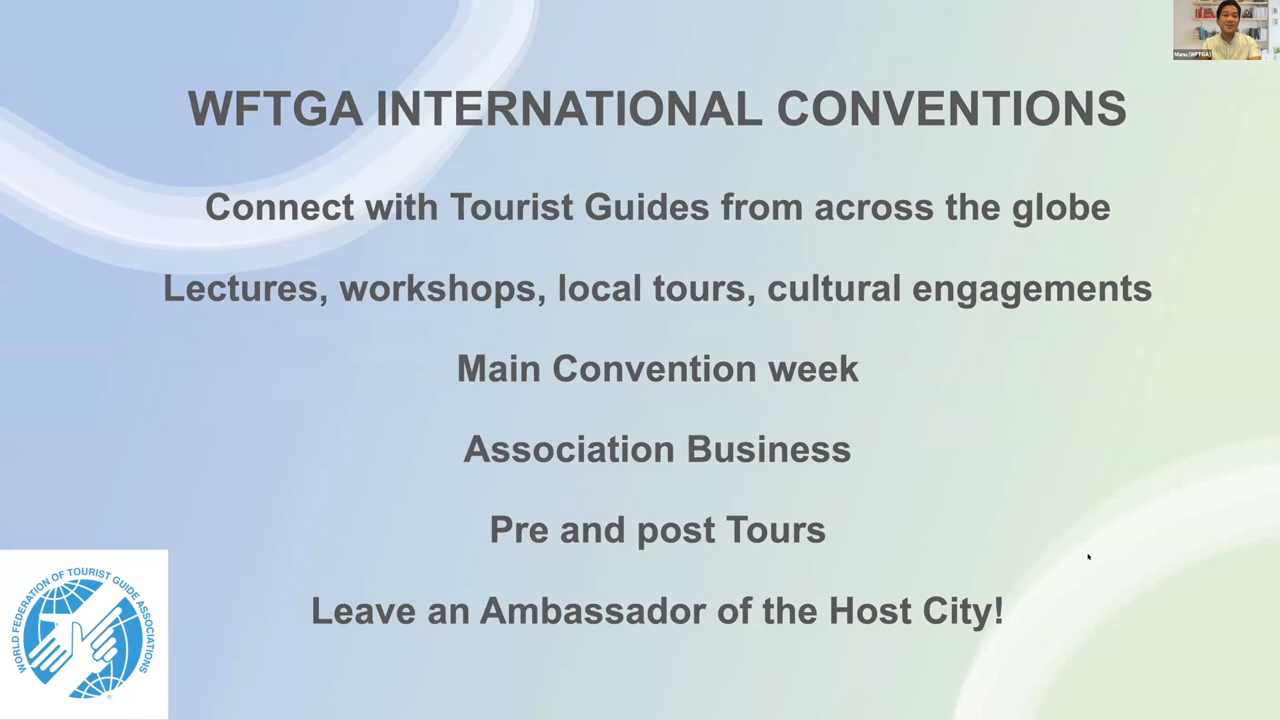 Manu (WFTGA)
WFTGA INTERNATIONAL CONVENTIONS
Connect with Tourist Guides from across the globe
Lectures, workshops, local tours, cultural engagements
Main Convention week
Association Business
Pre and post Tours
Leave an Ambassador of the Host City!
WORLD FEDERATION OF TOURIST GUIDE ASSOCIATIONS